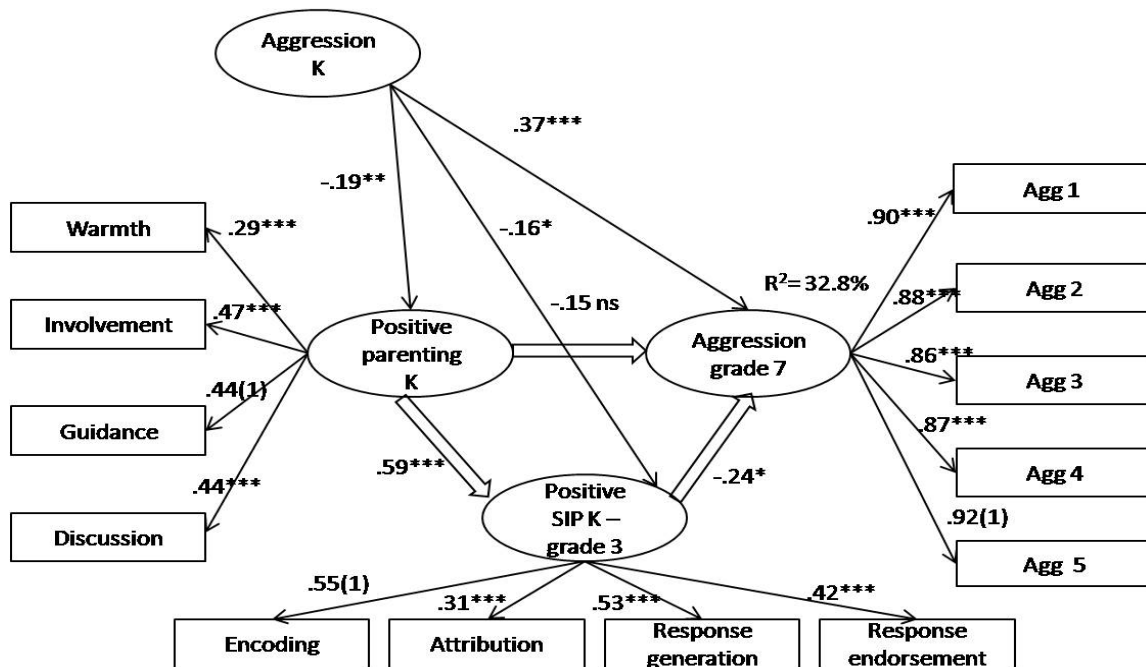 Aggression
K
.37***
-.19**
-.16*
Warmth
.29***
Agg 1
.90***
R²= 32.8%
-.15 ns
Involvement
.47***
Agg 2
.88***
Positive
parenting
K
Aggression
grade 7
Agg 3
.86***
Guidance
.44(1)
Agg 4
.87***
.59***
-.24*
Discussion
.44***
Positive
SIP K –
grade 3
Agg 5
.92(1)
.55(1)
.31***
.53***
.42***
Encoding
Attribution
Response
generation
Response
endorsement